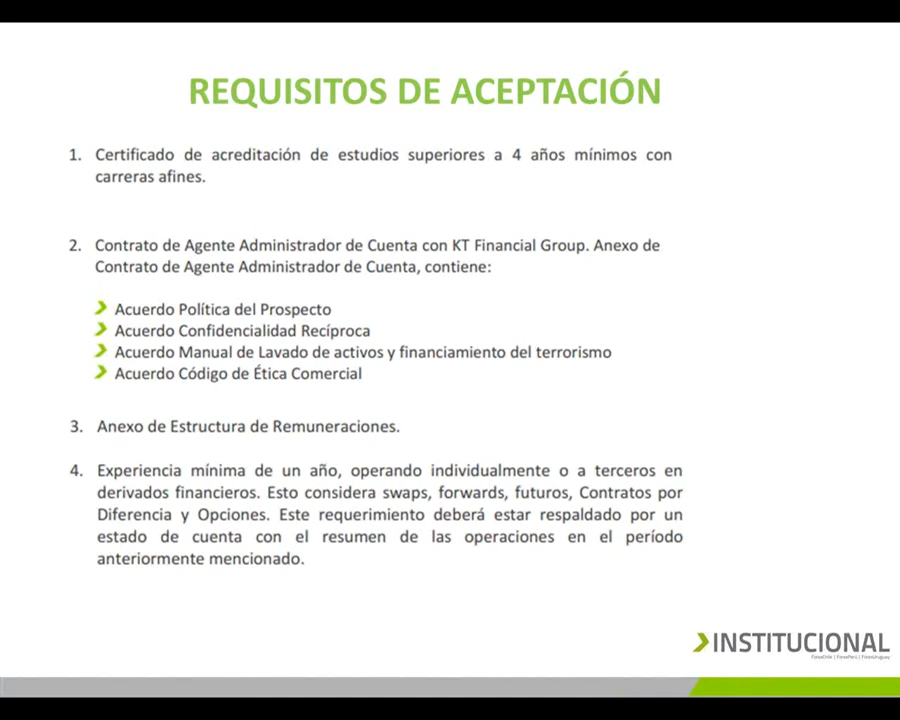 REQUISITOS DE ACEPTACIÓN
1. Certificado de acreditación de estudios superiores a 4 años mínimos con
carreras afines.
2. Contrato de Agente Administrador de Cuenta con KT Financial Group. Anexo de
Contrato de Agente Administrador de Cuenta, contiene:
Acuerdo Política del Prospecto
Acuerdo Confidencialidad Recíproca
Acuerdo Manual de Lavado de activos y financiamiento del terrorismo
Acuerdo Código de Ética Comercial
3. Anexo de Estructura de Remuneraciones.
4. Experiencia mínima de un año, operando individualmente o a terceros en
derivados financieros. Esto considera swaps, forwards, futuros, Contratos por
Diferencia y Opciones. Este requerimiento deberá estar respaldado por un
estado de cuenta con el resumen de las operaciones en el período
anteriormente mencionado.
INSTITUCIONAL
ForexChile | ForexPerú | ForexUruguay